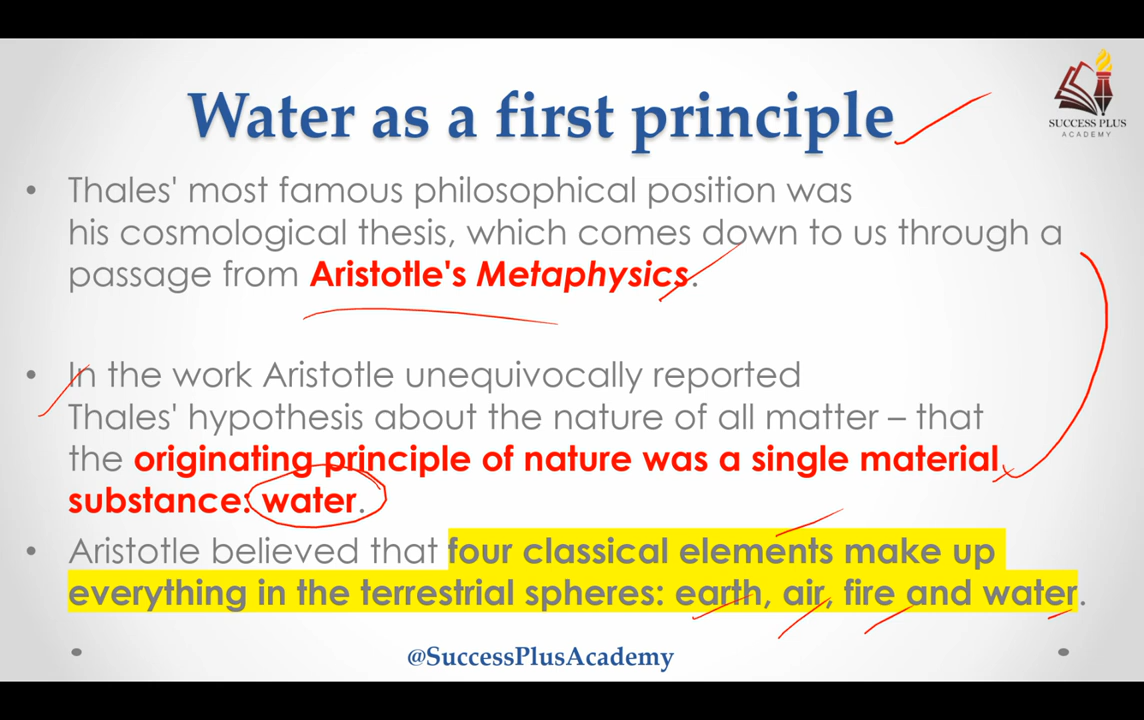 Water as a first principle
SUCCESS PLUS
ACADEMY
• Thales' most famous philosophical position was
his cosmological thesis, which comes down to us through a
passage from Aristotle's Metaphysics.
• In the work Aristotle unequivocally reported
Thales' hypothesis about the nature of all matter – that
the originating principle of nature was a single material
substance: water.
• Aristotle believed that four classical elements make up
everything in the terrestrial spheres: earth, air, fire and water.
@SuccessPlusAcademy